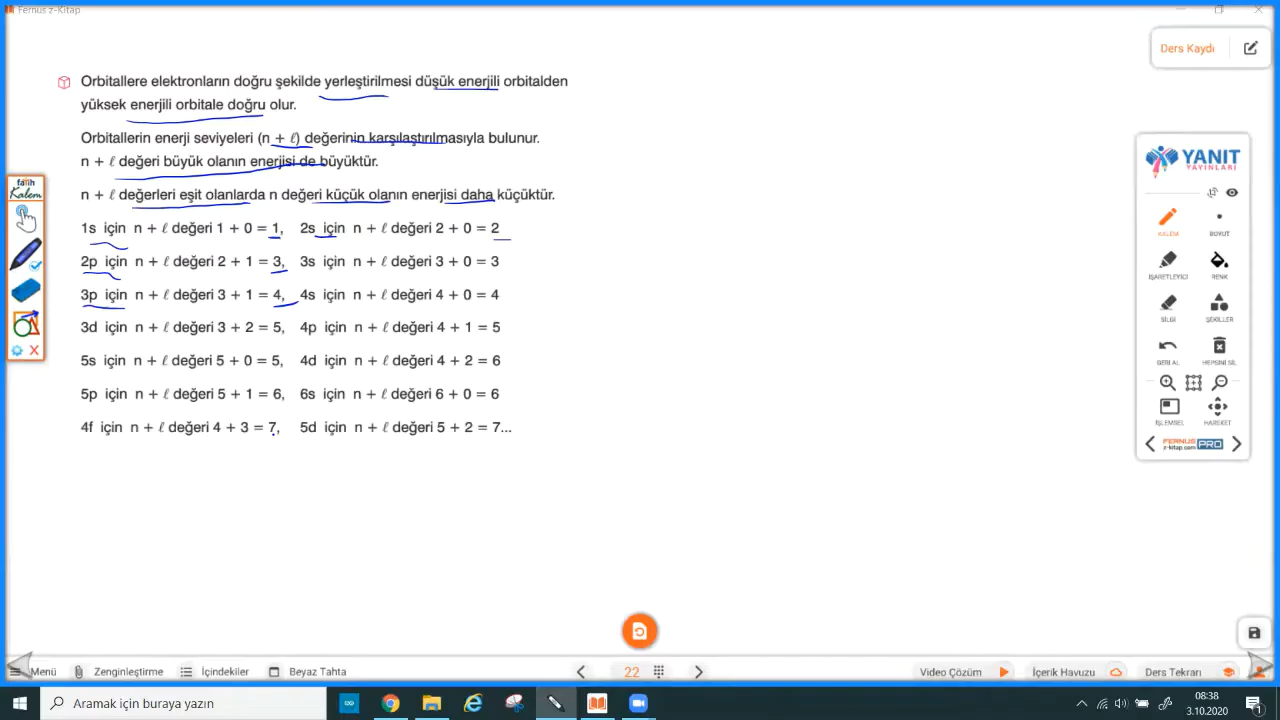 Fernus z-Kitap
Ders Kaydı
Orbitallere elektronların doğru şekilde yerleştirilmesi düşük enerjili orbitalden
yüksek enerjili orbitale doğru olur.
Orbitallerin enerji seviyeleri (n + ℓ) değerinin karşılaştırılmasıyla bulunur.
n + ℓ değeri büyük olanın enerjisi de büyüktür.
n + ℓ değerleri eşit olanlarda n değeri küçük olanın enerjisi daha küçüktür.
1s için n + ℓ değeri 1 + 0 = 1, 2s için n + ℓ değeri 2 + 0 = 2
2p için n + ℓ değeri 2 + 1 = 3, 3s için n + ℓ değeri 3 + 0 = 3
3p için n + ℓ değeri 3 + 1 = 4, 4s için n + ℓ değeri 4 + 0 = 4
3d için n + ℓ değeri 3 + 2 = 5, 4p için n + ℓ değeri 4 + 1 = 5
5s için n + ℓ değeri 5 + 0 = 5, 4d için n + ℓ değeri 4 + 2 = 6
5p için n + ℓ değeri 5 + 1 = 6, 6s için n + ℓ değeri 6 + 0 = 6
4f için n + ℓ değeri 4 + 3 = 7, 5d için n + ℓ değeri 5 + 2 = 7...
fatih
Kalem
YANIT
YAYINLARI
KALEM BOYUT
İŞARETLEYİCİ RENK
SİLGİ ŞEKİLLER
GERİ AL HEPSİNİ SİL
İŞLEMSEL HAREKET
FERNUS
z-kitap.com PRO
Menü Zenginleştirme İçindekiler Beyaz Tahta 22 Video Çözüm İçerik Havuzu Ders Tekrarı
Aramak için buraya yazın
08:38
3.10.2020
1